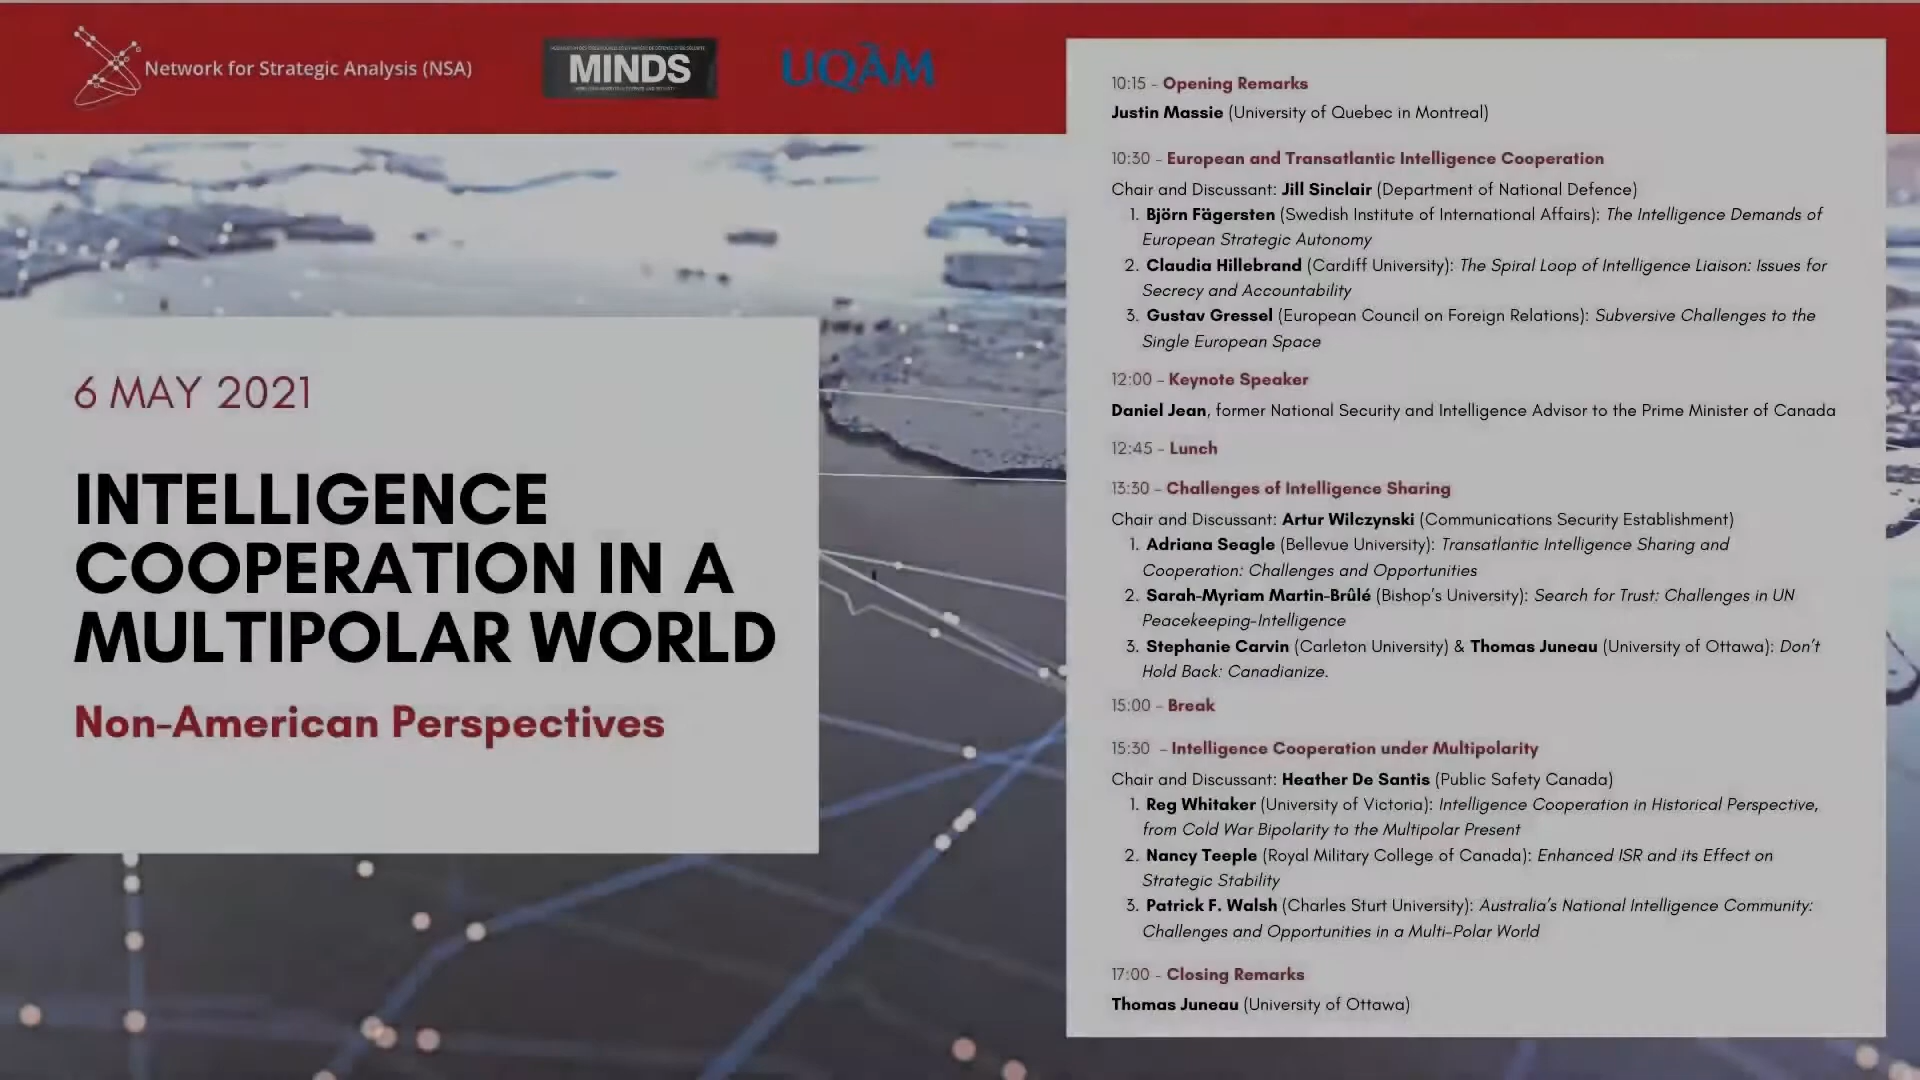 Network for Strategic Analysis (NSA)
MINDS
UQÀM
6 MAY 2021
INTELLIGENCE
COOPERATION IN A
MULTIPOLAR WORLD
Non-American Perspectives
10:15 - Opening Remarks
Justin Massie (University of Quebec in Montreal)
10:30 - European and Transatlantic Intelligence Cooperation
Chair and Discussant: Jill Sinclair (Department of National Defence)
1. Björn Fägersten (Swedish Institute of International Affairs): The Intelligence Demands of
European Strategic Autonomy
2. Claudia Hillebrand (Cardiff University): The Spiral Loop of Intelligence Liaison: Issues for
Secrecy and Accountability
3. Gustav Gressel (European Council on Foreign Relations): Subversive Challenges to the
Single European Space
12:00 - Keynote Speaker
Daniel Jean, former National Security and Intelligence Advisor to the Prime Minister of Canada
12:45 - Lunch
13:30 - Challenges of Intelligence Sharing
Chair and Discussant: Artur Wilczynski (Communications Security Establishment)
1. Adriana Seagle (Bellevue University): Transatlantic Intelligence Sharing and
Cooperation: Challenges and Opportunities
2. Sarah-Myriam Martin-Brûlé (Bishop's University): Search for Trust: Challenges in UN
Peacekeeping-Intelligence
3. Stephanie Carvin (Carleton University) & Thomas Juneau (University of Ottawa): Don't
Hold Back: Canadianize.
15:00 - Break
15:30 - Intelligence Cooperation under Multipolarity
Chair and Discussant: Heather De Santis (Public Safety Canada)
1. Reg Whitaker (University of Victoria): Intelligence Cooperation in Historical Perspective,
from Cold War Bipolarity to the Multipolar Present
2. Nancy Teeple (Royal Military College of Canada): Enhanced ISR and its Effect on
Strategic Stability
3. Patrick F. Walsh (Charles Sturt University): Australia's National Intelligence Community:
Challenges and Opportunities in a Multi-Polar World
17:00 - Closing Remarks
Thomas Juneau (University of Ottawa)